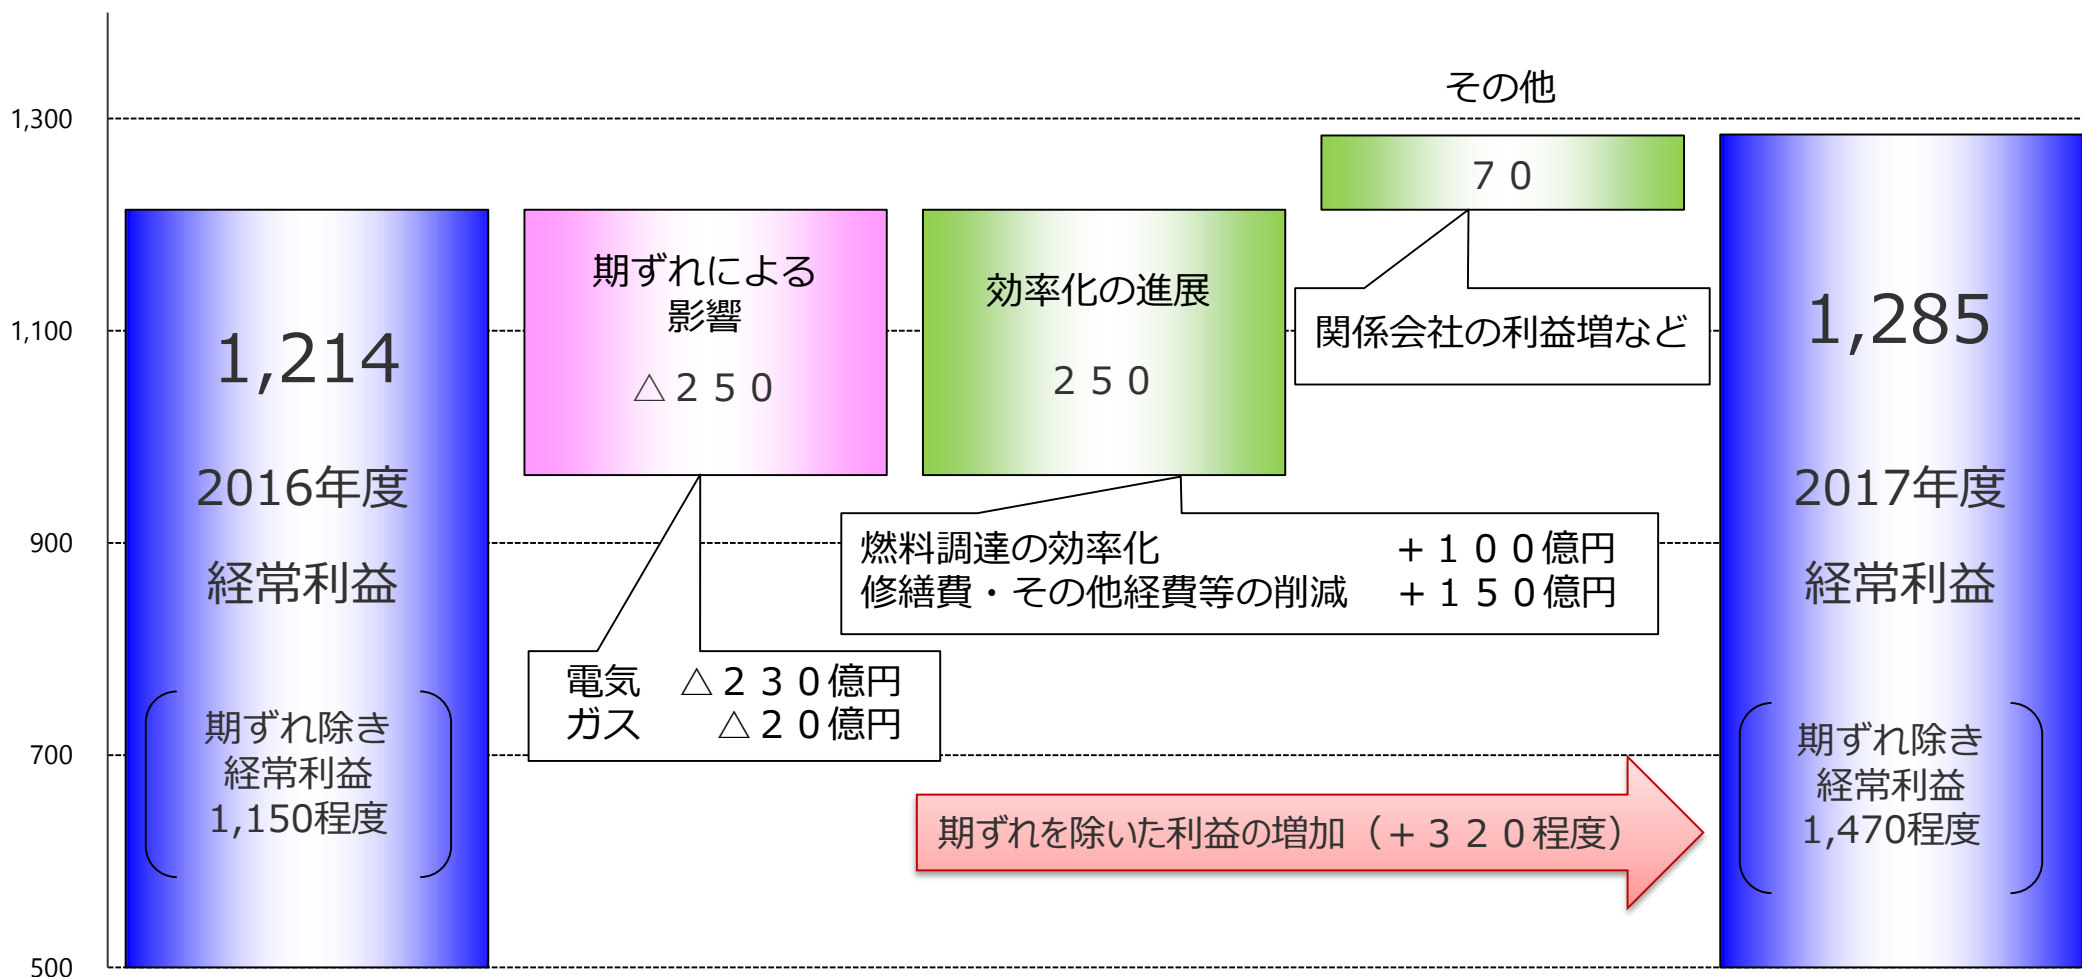 その他
1,300
1,100
900
700
500
1,214
2016年度
経常利益
期ずれ除き
経常利益
1,150程度
期ずれによる
影響
△２５０
電気　△２３０億円
ガス　　△２０億円
効率化の進展
２５０
燃料調達の効率化　＋１００億円
修繕費・その他経費等の削減　＋１５０億円
７０
関係会社の利益増など
期ずれを除いた利益の増加（＋３２０程度）
1,285
2017年度
経常利益
期ずれ除き
経常利益
1,470程度